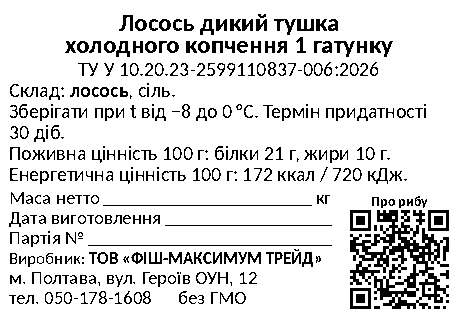 Лосось дикий тушка
холодного копчення 1 гатунку
ТУ У 10.20.23-2599110837-006:2026
Склад: лосось, сіль.
Зберігати при t від −8 до 0 °C. Термін придатності
30 діб.
Поживна цінність 100 г: білки 21 г, жири 10 г.
Енергетична цінність 100 г: 172 ккал / 720 кДж.
Маса нетто ______________________ кг
Дата виготовлення __________________
Партія № __________________________
Про рибу
Виробник: ТОВ «ФІШ-МАКСИМУМ ТРЕЙД»
м. Полтава, вул. Героїв ОУН, 12
тел. 050-178-1608 без ГМО